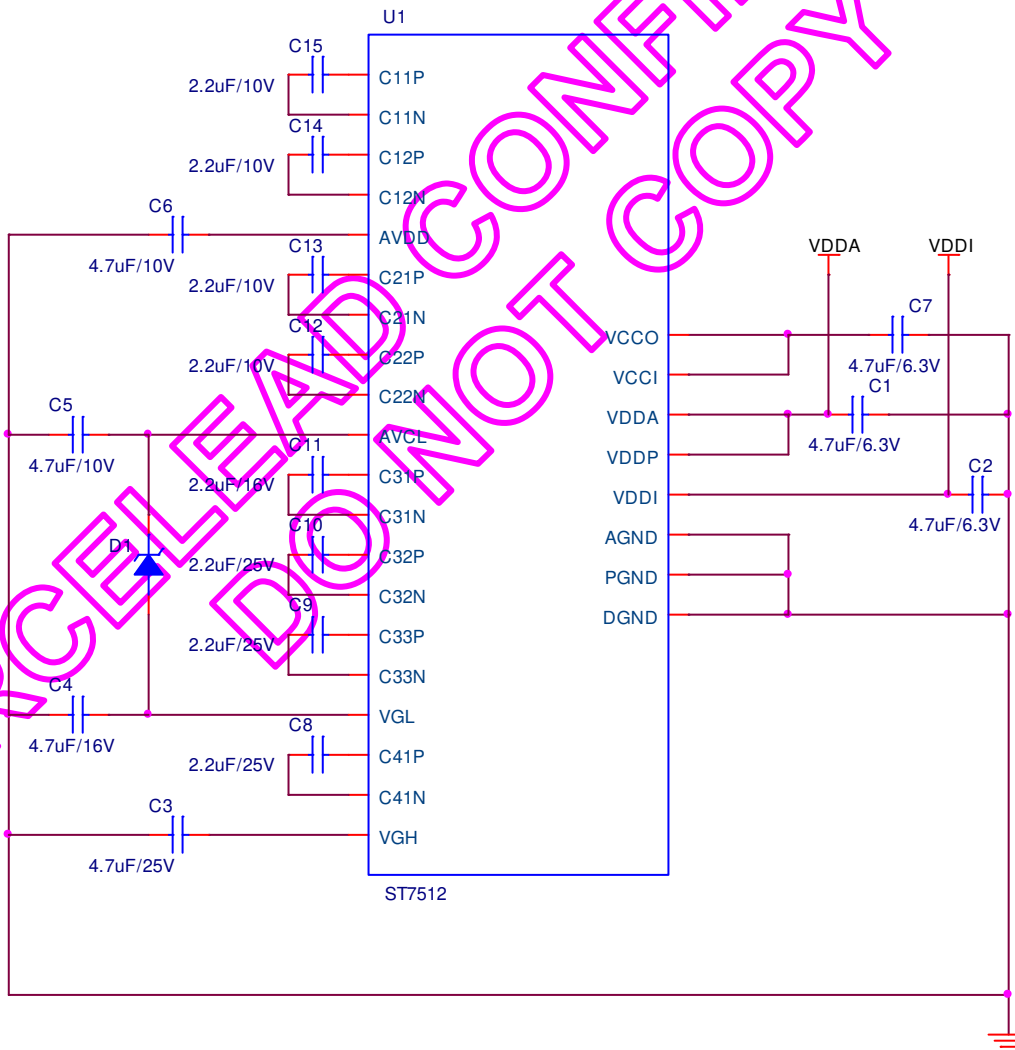 U1
C15
2.2uF/10V
C11P
C11N
C14
2.2uF/10V
C12P
C12N
C6
4.7uF/10V
AVDD
C13
2.2uF/10V
C21P
C21N
C12
2.2uF/10V
C22P
C22N
C5
4.7uF/10V
AVCL
C11
2.2uF/16V
C31P
C31N
C10
2.2uF/25V
C32P
C32N
D1
C9
2.2uF/25V
C33P
C33N
C4
4.7uF/16V
VGL
C8
2.2uF/25V
C41P
C41N
C3
4.7uF/25V
VGH
ST7512
VDDA
VDDI
VCCO
C7
4.7uF/6.3V
VCCI
C1
VDDA
4.7uF/6.3V
VDDP
C2
VDDI
4.7uF/6.3V
AGND
PGND
DGND
DO NOT COPY